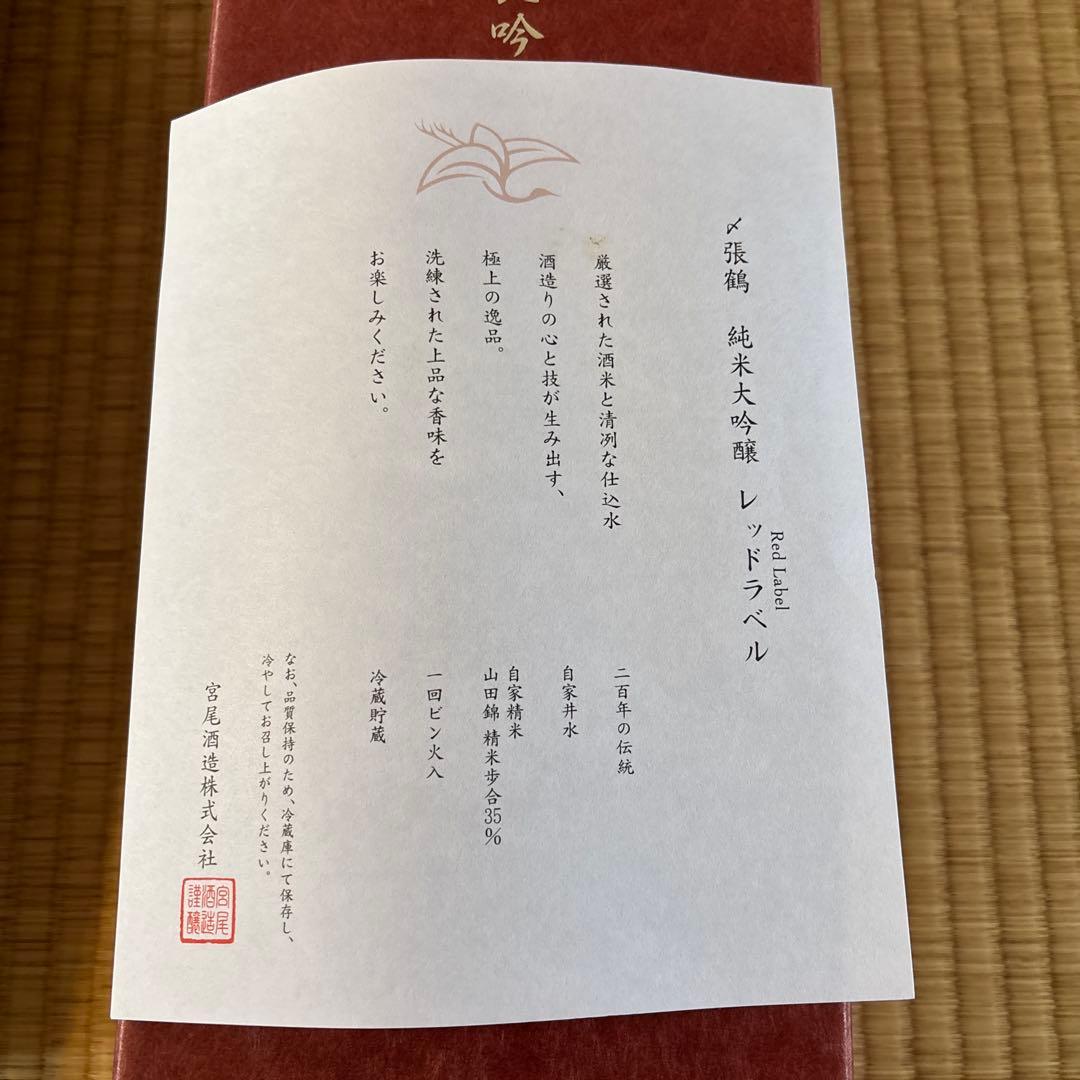 吟
〆張鶴 純米大吟醸 レッドラベル
Red Label
厳選された酒米と清冽な仕込水
酒造りの心と技が生み出す、
極上の逸品。
洗練された上品な香味を
お楽しみください。
二百年の伝統
自家井水
自家精米
山田錦 精米歩合35%
一回ビン火入
冷蔵貯蔵
なお、品質保持のため、冷蔵庫にて保存し、
冷やしてお召し上がりください。
宮尾酒造株式会社
宮尾
酒造
謹醸